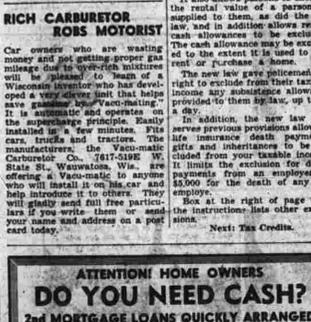 RICH CARBURETOR
ROBS MOTORIST
Car owners who are wasting
money and not getting proper gas
mileage due to over-rich mixtures
will be pleased to learn of a
Wisconsin inventor who has devel-
oped a very clever unit that helps
save gasoline by "Vacu-mating."
It is automatic and operates on
the supercharge principle. Easily
installed in a few minutes. Fits
cars, trucks and tractors. The
manufacturers, the Vacu-matic
Carburetor Co., 7617-519E W.
State St., Wauwatosa, Wis., are
offering a Vacu-matic to anyone
who will install it on his car and
help introduce it to others. They
will gladly send full free particu-
lars if you write them or send
your name and address on a post
card today.
the rental value of a person
supplied to them, as did the
law, and in addition allows re
cash allowances to be exclu
The cash allowance may be exc
ed to the extent it is used to
rent or purchase a home.
The new law gave policemen
right to exclude from their tax
income any subsistence allow
provided to them by law, up t
a day.
In addition, the new law
serves previous provisions allow
life insurance death payme
gifts and inheritances to be
cluded from your taxable inc
It limits the exclusion for d
payments from an employe
$5,000 for the death of any
employe.
Box at the right of page
the instructions lists other ex
sions.
Next: Tax Credits.
ATTENTION! HOME OWNERS
DO YOU NEED CASH?
2nd MORTGAGE LOANS QUICKLY ARRANGED